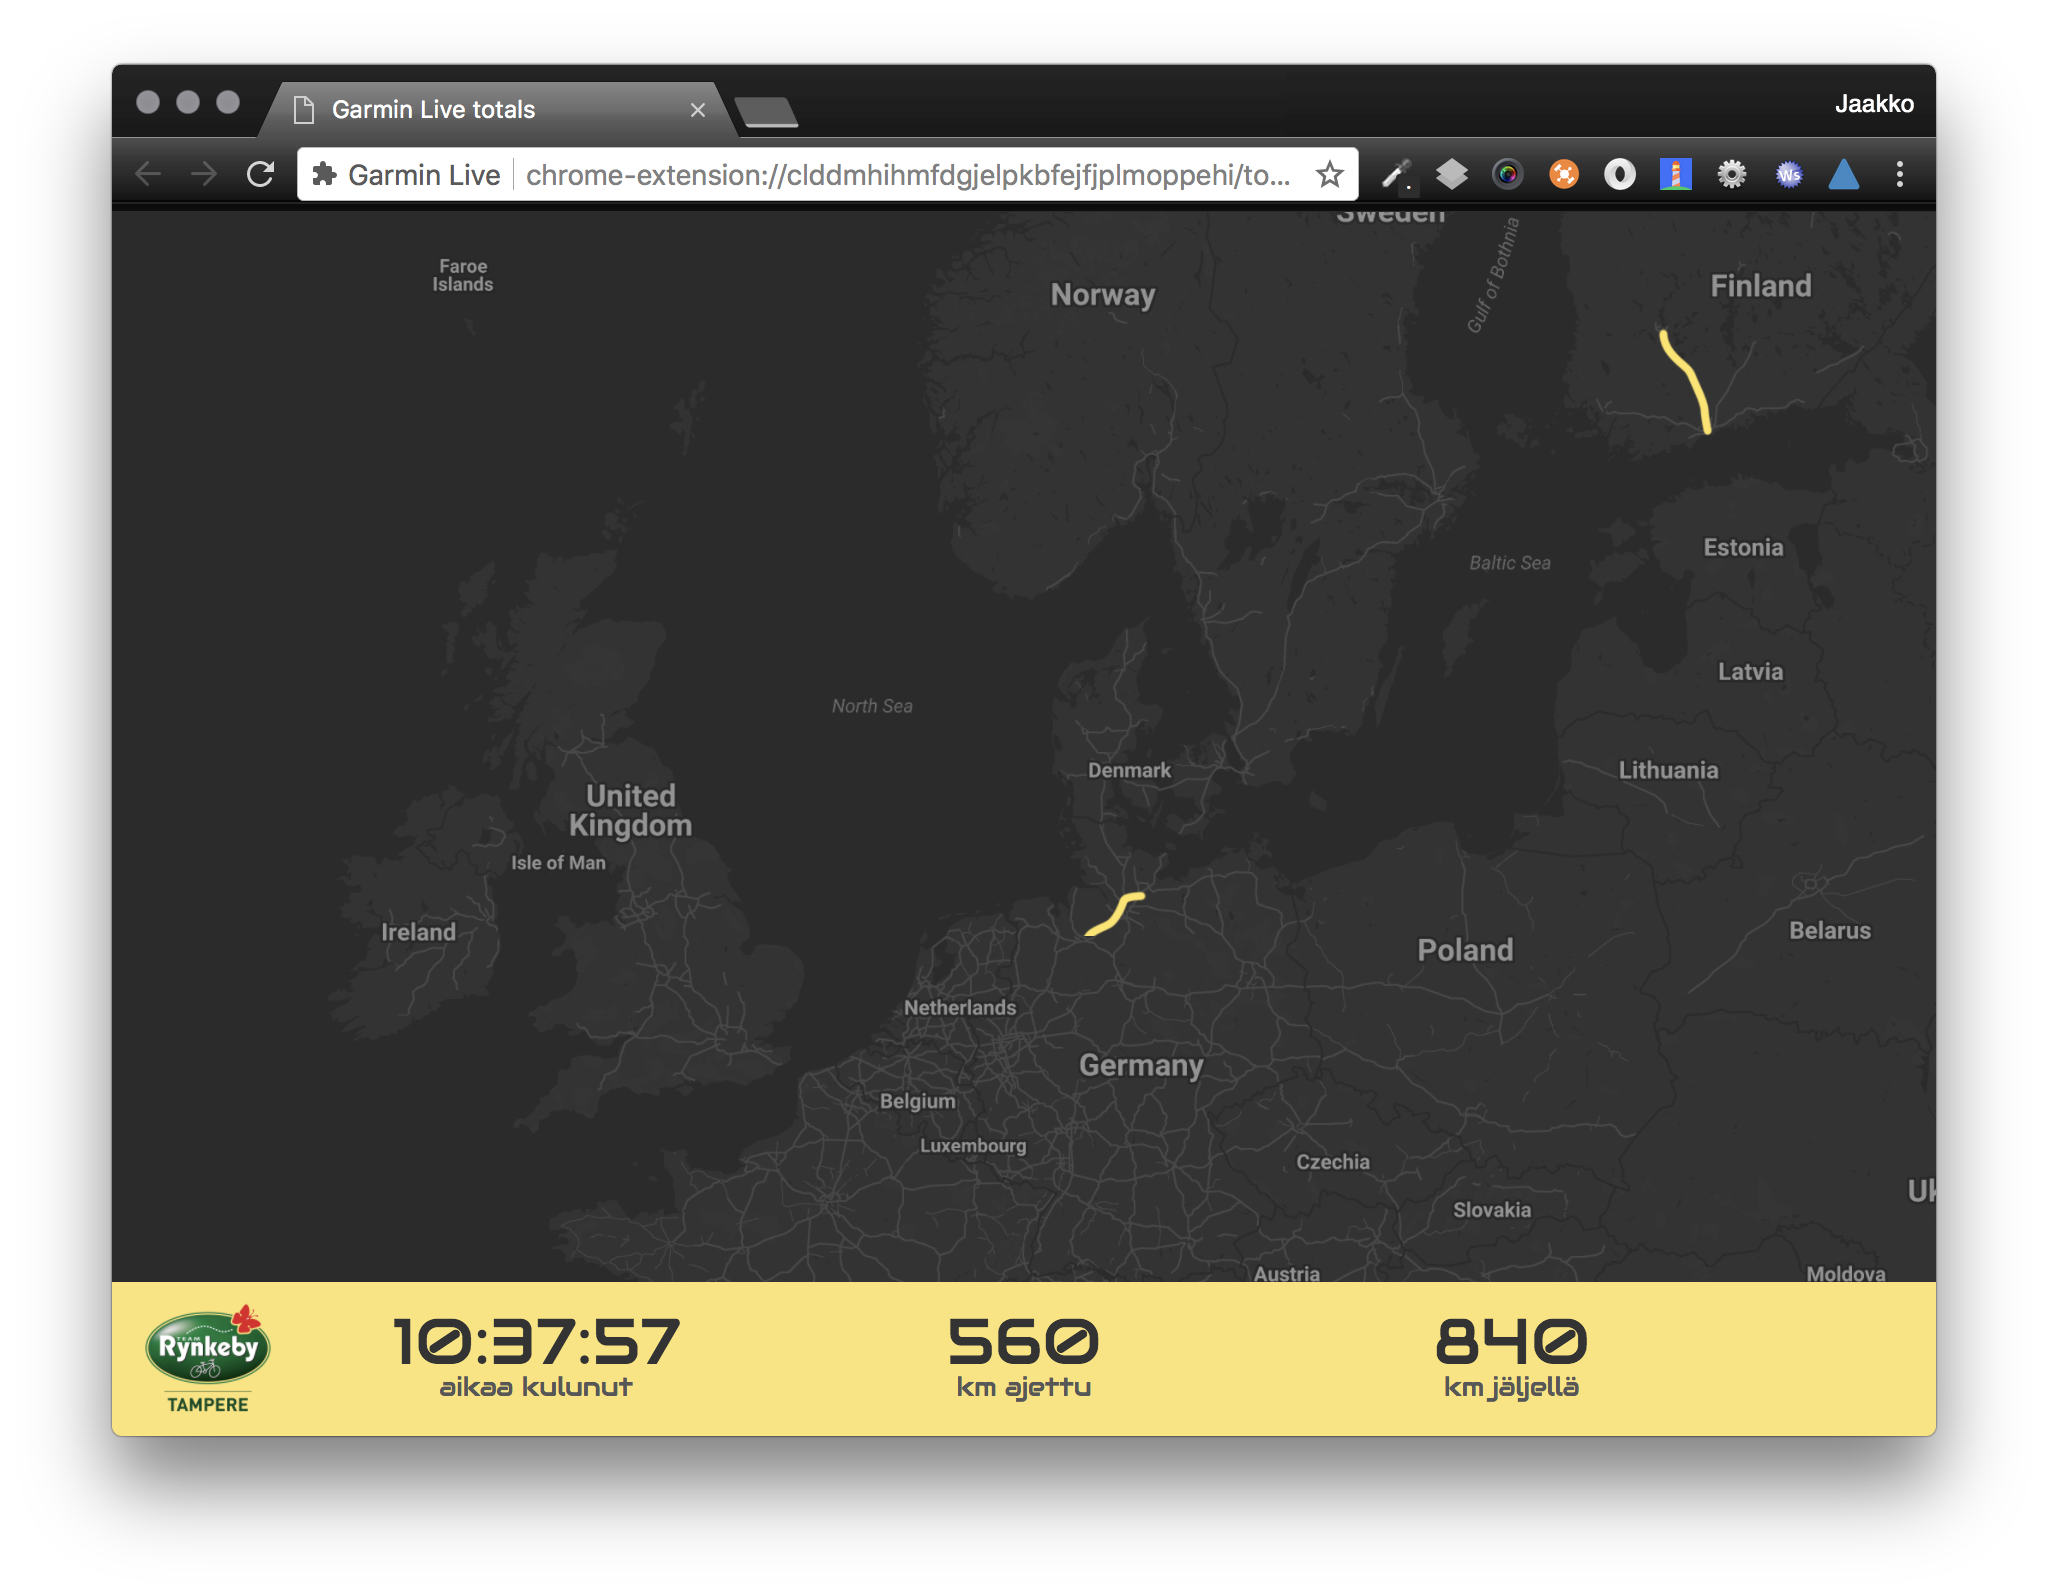 Garmin Live totals
Jaakko
Garmin Live
chrome-extension://clddmhihmfdgjelpkbfejfjplmoppehi/to...
Ws
Sweden
Faroe
Islands
Norway
Gulf of Bothnia
Finland
Estonia
Baltic Sea
Latvia
North Sea
Denmark
Lithuania
United
Kingdom
Isle of Man
Ireland
Belarus
Poland
Netherlands
Germany
Belgium
Luxembourg
Czechia
Uk
Slovakia
Austria
Moldova
TEAM
Rynkeby
TAMPERE
10:37:57
aikaa kulunut
560
km ajettu
840
km jäljellä